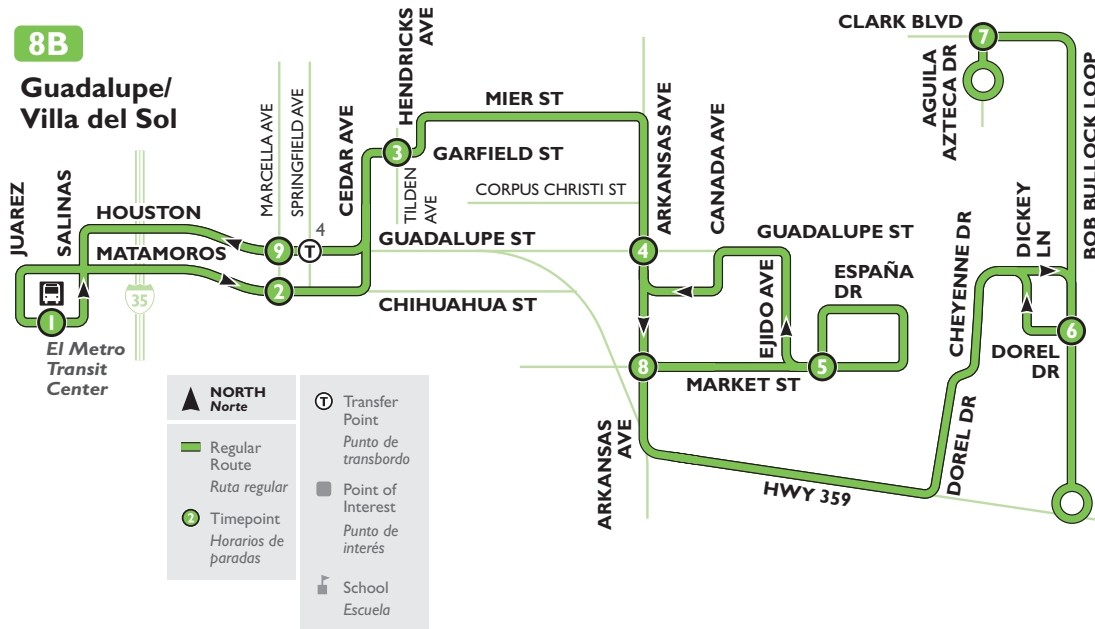 8B
Guadalupe/
Villa del Sol
JUAREZ
SALINAS
HOUSTON
MATAMOROS
35
1
El Metro
Transit
Center
MARCELLA AVE
SPRINGFIELD AVE
CEDAR AVE
9
T
4
2
HENDRICKS
AVE
3
TILDEN
AVE
MIER ST
GARFIELD ST
CORPUS CHRISTI ST
GUADALUPE ST
CHIHUAHUA ST
ARKANSAS AVE
CANADA AVE
4
GUADALUPE ST
EJIDO AVE
ESPAÑA
DR
8
MARKET ST
5
ARKANSAS
AVE
HWY 359
DOREL DR
CHEYENNE DR
DICKEY
LN
DOREL
DR
6
BOB BULLOCK LOOP
CLARK BLVD
7
AGUILA
AZTECA DR
NORTH
Norte
Regular
Route
Ruta regular
2
Timepoint
Horarios de
paradas
T
Transfer
Point
Punto de
transbordo
Point of
Interest
Punto de
interés
School
Escuela